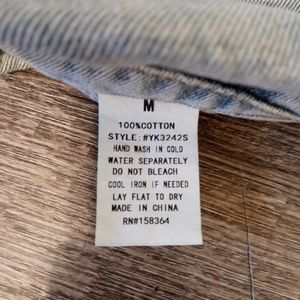 M
100%COTTON
STYLE:#YK3242S
HAND WASH IN COLD
WATER SEPARATELY
DO NOT BLEACH
COOL IRON IF NEEDED
LAY FLAT TO DRY
MADE IN CHINA
RN#158364